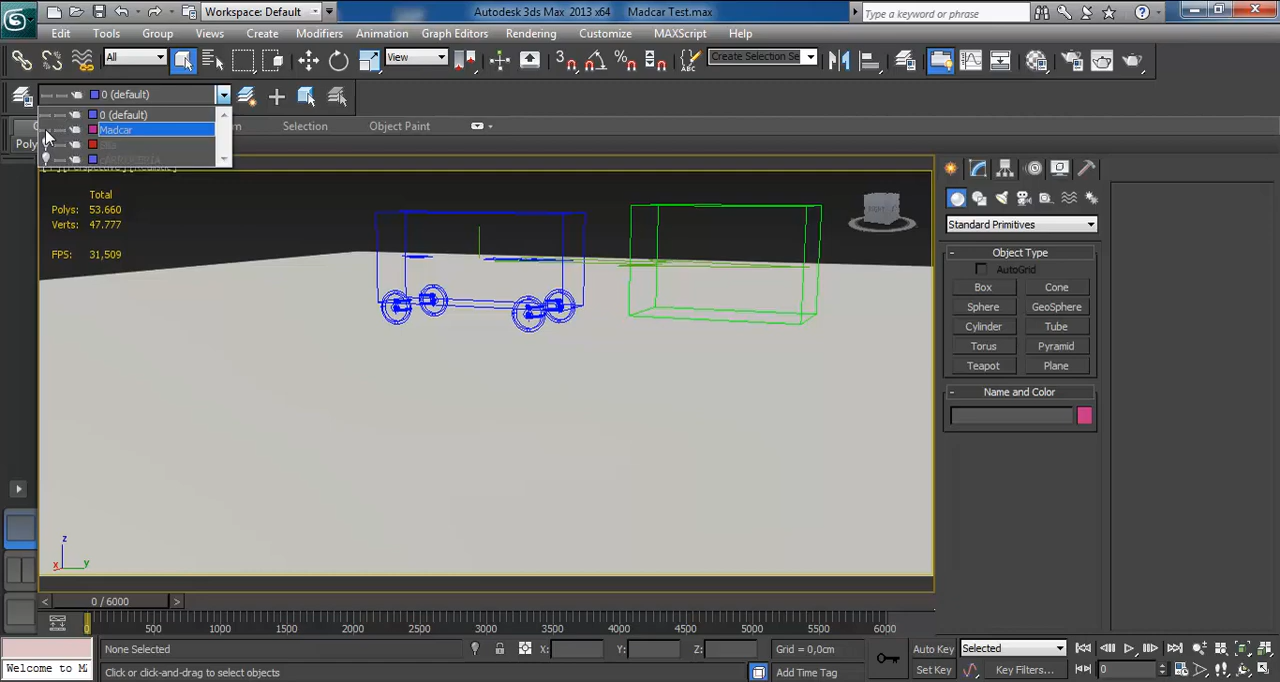 Workspace: Default
Autodesk 3ds Max 2013 x64 Madcar Test.max
Type a keyword or phrase
Edit Tools Group Views Create Modifiers Animation Graph Editors Rendering Customize MAXScript Help
All
View
Create Selection Se
0 (default)
0 (default)
Madcar
Selection
Object Paint
Total
Polys: 53.660
Verts: 47.777
FPS: 31,509
Standard Primitives
Object Type
AutoGrid
Box Cone
Sphere GeoSphere
Cylinder Tube
Torus Pyramid
Teapot Plane
Name and Color
z
x y
0 / 6000
0 500 1000 1500 2000 2500 3000 3500 4000 4500 5000 5500 6000
None Selected
X: Y: Z:
Grid = 0,0cm
Auto Key
Selected
Welcome to M
Click or click-and-drag to select objects
Add Time Tag
Set Key
Key Filters...
0